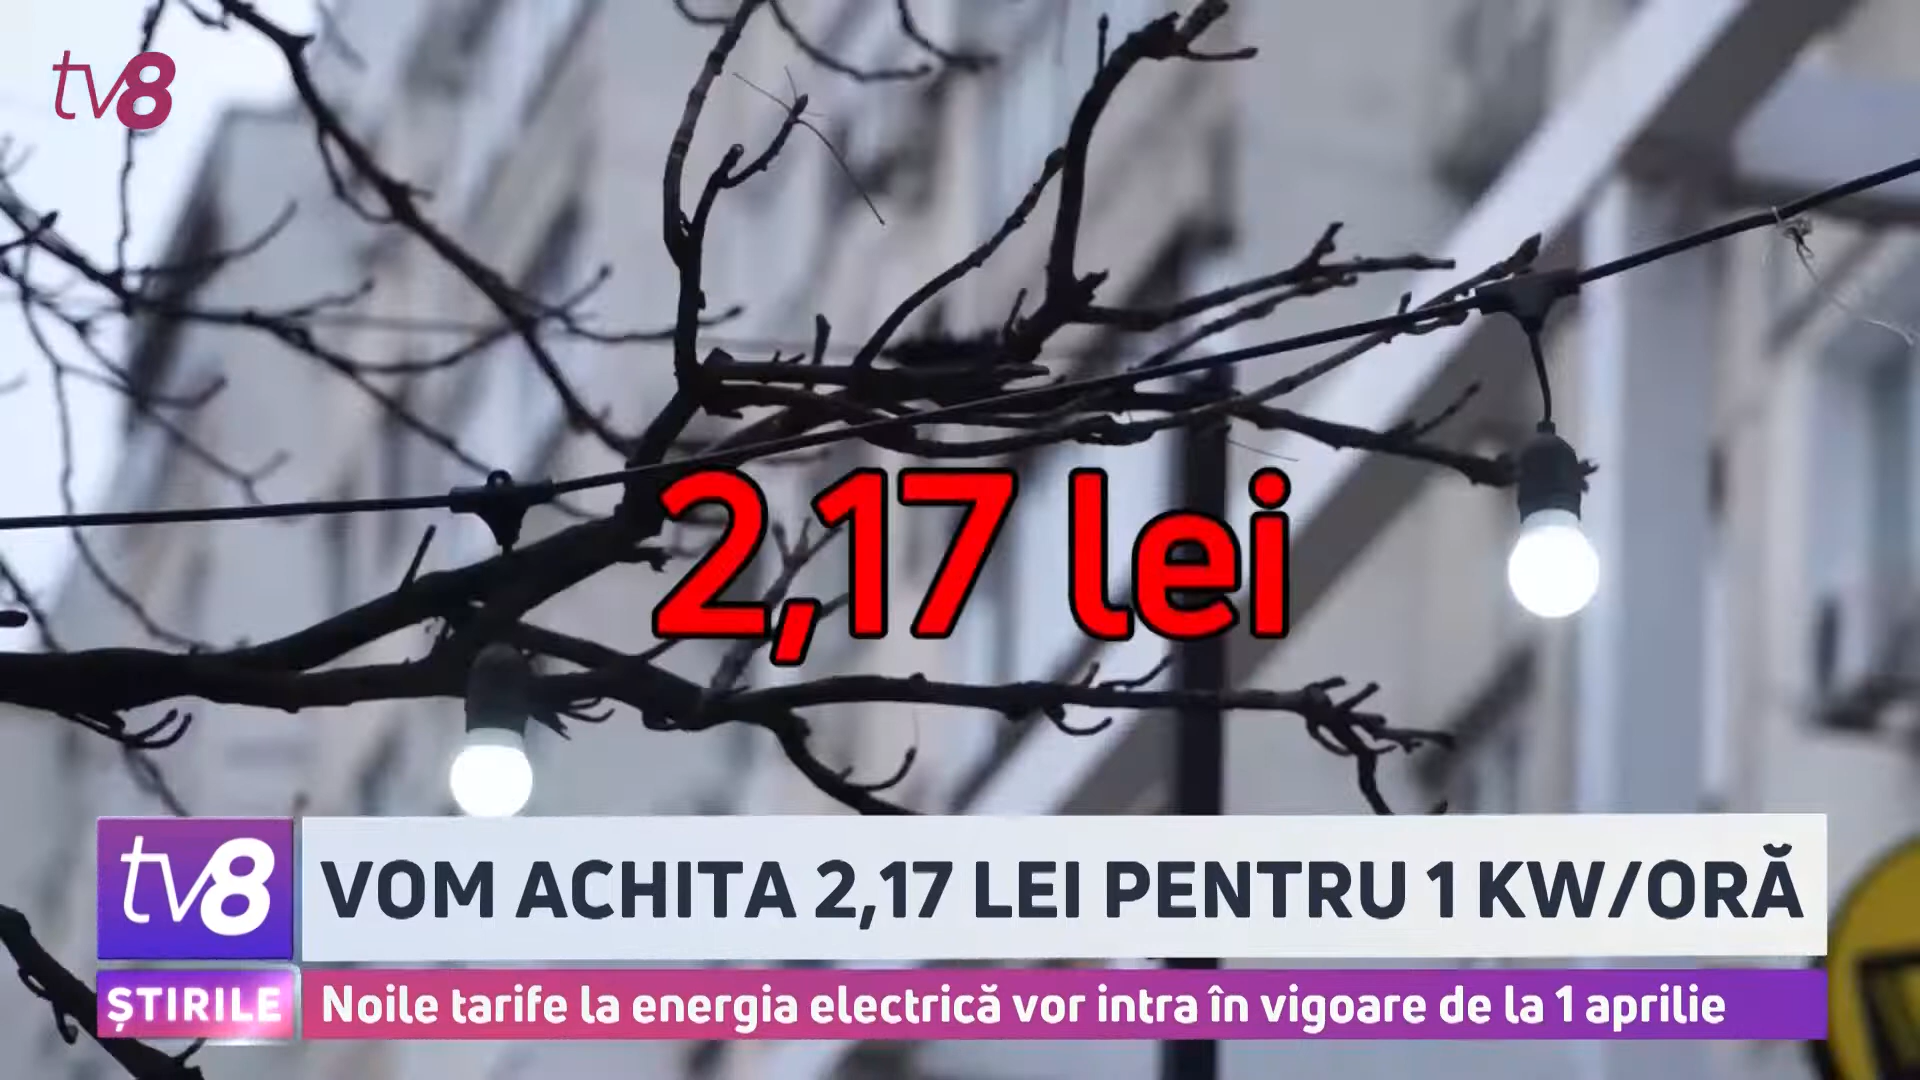 tv8
2,17 lei
tv8
VOM ACHITA 2,17 LEI PENTRU 1 KW/ORĂ
ȘTIRILE
Noile tarife la energia electrică vor intra în vigoare de la 1 aprilie